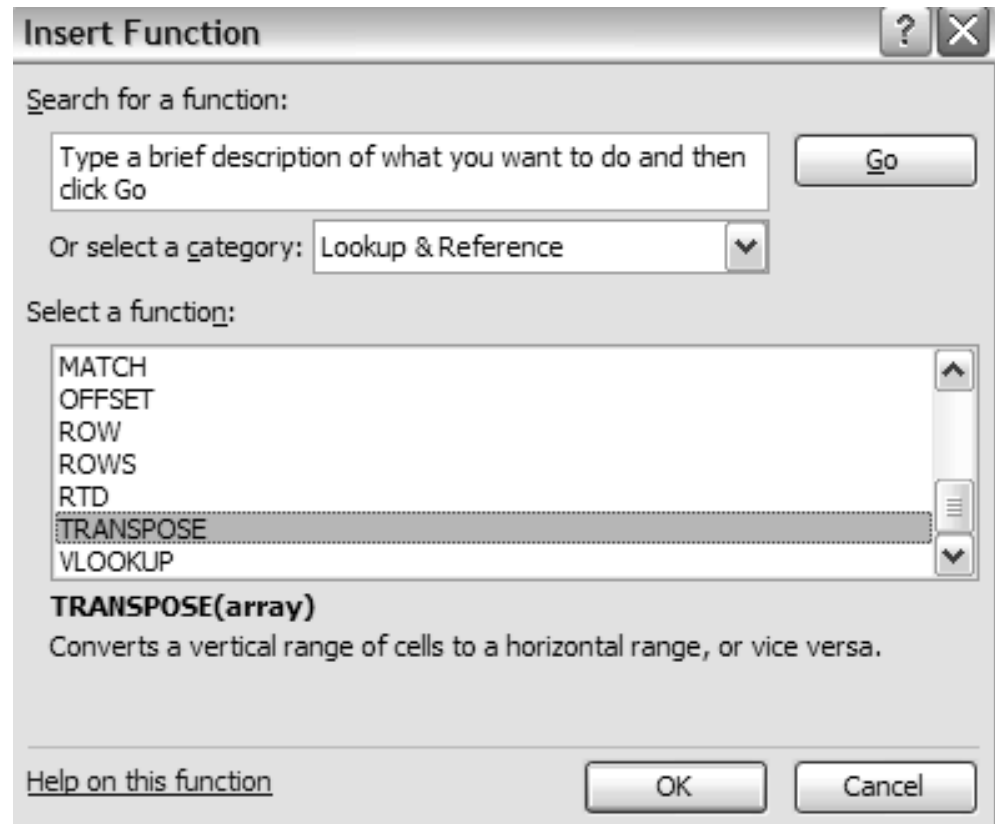 Insert Function
?
Search for a function:
Type a brief description of what you want to do and then
click Go
Go
Or select a category: Lookup & Reference
Select a function:
MATCH
OFFSET
ROW
ROWS
RTD
TRANSPOSE
VLOOKUP
TRANSPOSE(array)
Converts a vertical range of cells to a horizontal range, or vice versa.
Help on this function
OK
Cancel